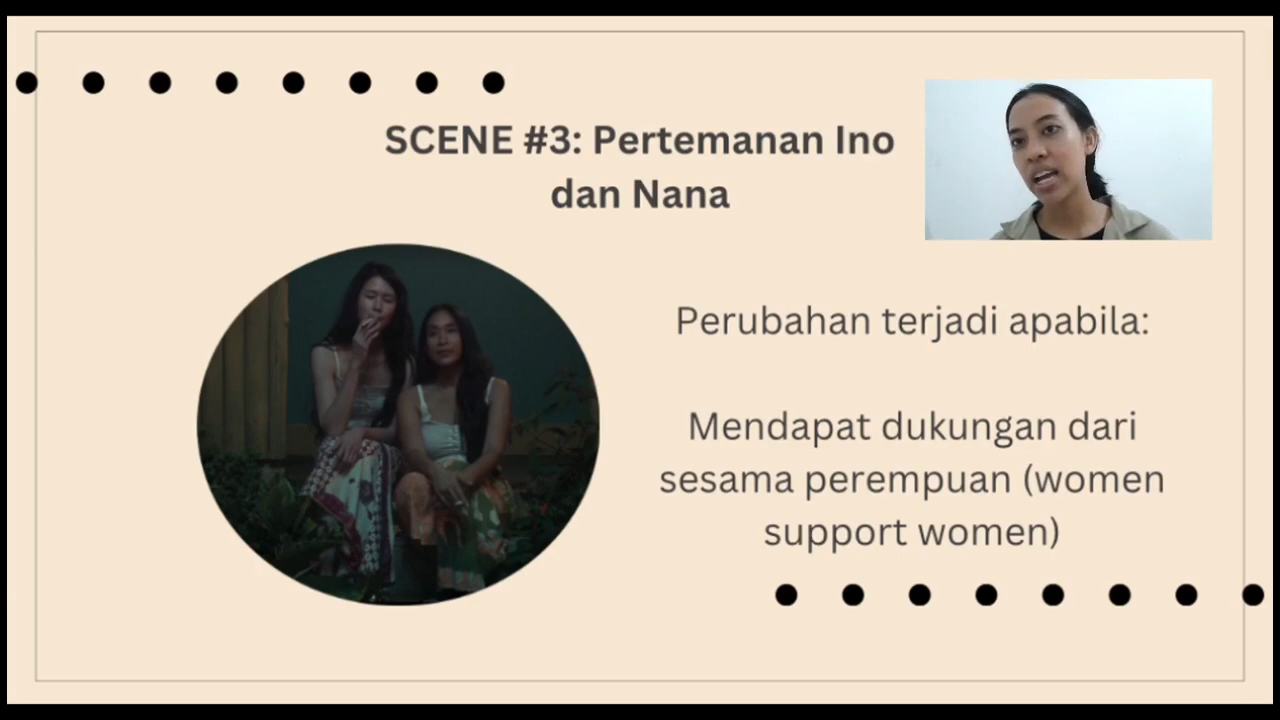 SCENE #3: Pertemanan Ino
dan Nana
Perubahan terjadi apabila:
Mendapat dukungan dari
sesama perempuan (women
support women)